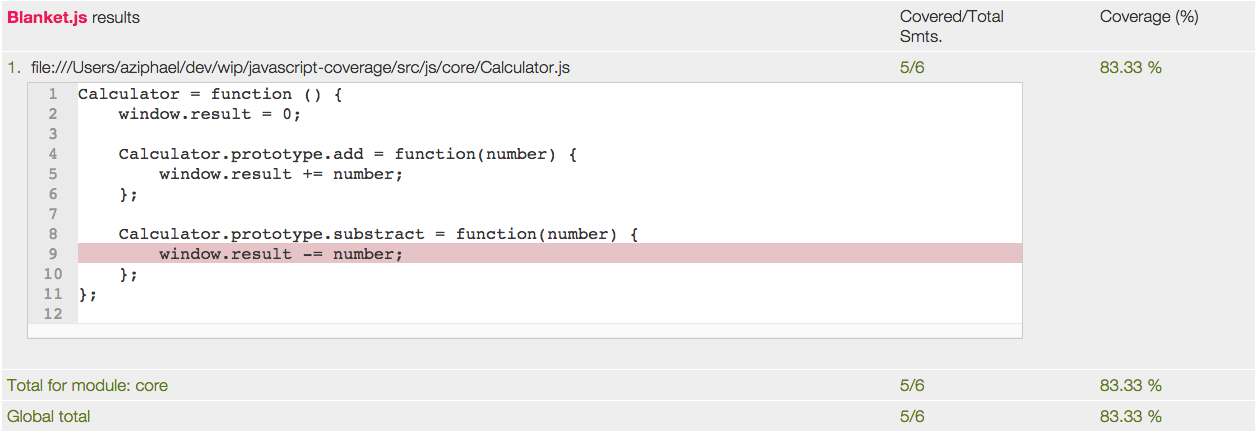 Blanket.js results Covered/Total Smts. Coverage (%)
1. file:///Users/aziphael/dev/wip/javascript-coverage/src/js/core/Calculator.js 5/6 83.33 %
1 Calculator = function () {
2     window.result = 0;
3
4     Calculator.prototype.add = function(number) {
5         window.result += number;
6     };
7
8     Calculator.prototype.substract = function(number) {
9         window.result -= number;
10     };
11 };
12
Total for module: core 5/6 83.33 %
Global total 5/6 83.33 %